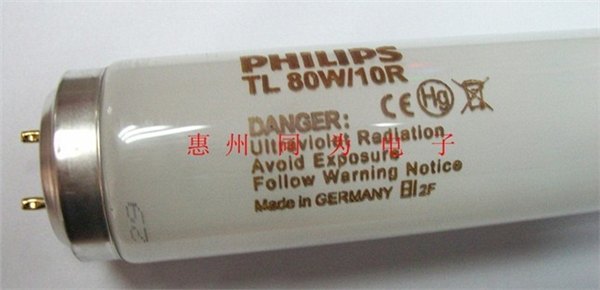 PHILIPS
TL 80W/10R
CE Hg
DANGER:
Ultraviolet Radiation
惠州同为电子
Avoid Exposure
Follow Warning Notice
Made in GERMANY 2F
29